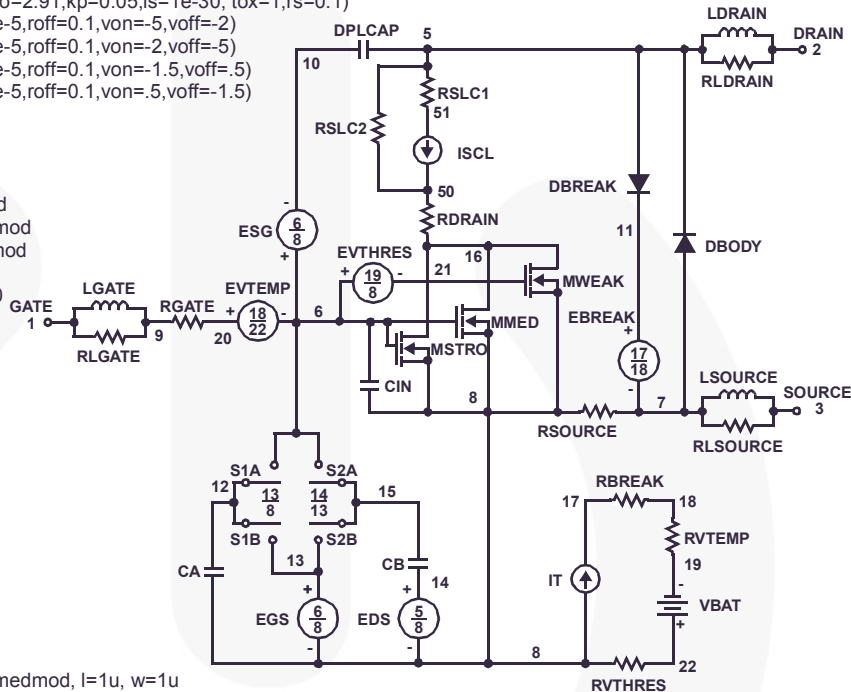 o=2.91,kp=0.05,is=1e-30, tox=1,rs=0.1)
e-5,roff=0.1,von=-5,voff=-2)
e-5,roff=0.1,von=-2,voff=-5)
e-5,roff=0.1,von=-1.5,voff=.5)
e-5,roff=0.1,von=.5,voff=-1.5)
LDRAIN
DPLCAP
5
DRAIN
2
10
RLDRAIN
RSLC1
51
RSLC2
ISCL
DBREAK
50
d
mod
nod
RDRAIN
ESG
6
8
-
+
11
DBODY
EVTHRES
16
21
+
19
8
-
MWEAK
0
LGATE
EVTEMP
GATE
1
RGATE
+
18
22
-
6
EBREAK
+
MMED
9
20
RLGATE
MSTRO
17
18
-
LSOURCE
CIN
8
7
SOURCE
3
RSOURCE
RLSOURCE
S1A
S2A
12
13
8
14
13
15
RBREAK
17
18
S1B
S2B
RVTEMP
13
CB
CA
14
IT
19
-
VBAT
+
+
+
EGS
6
8
-
EDS
5
8
-
8
22
RVTHRES
medmod, l=1u, w=1u